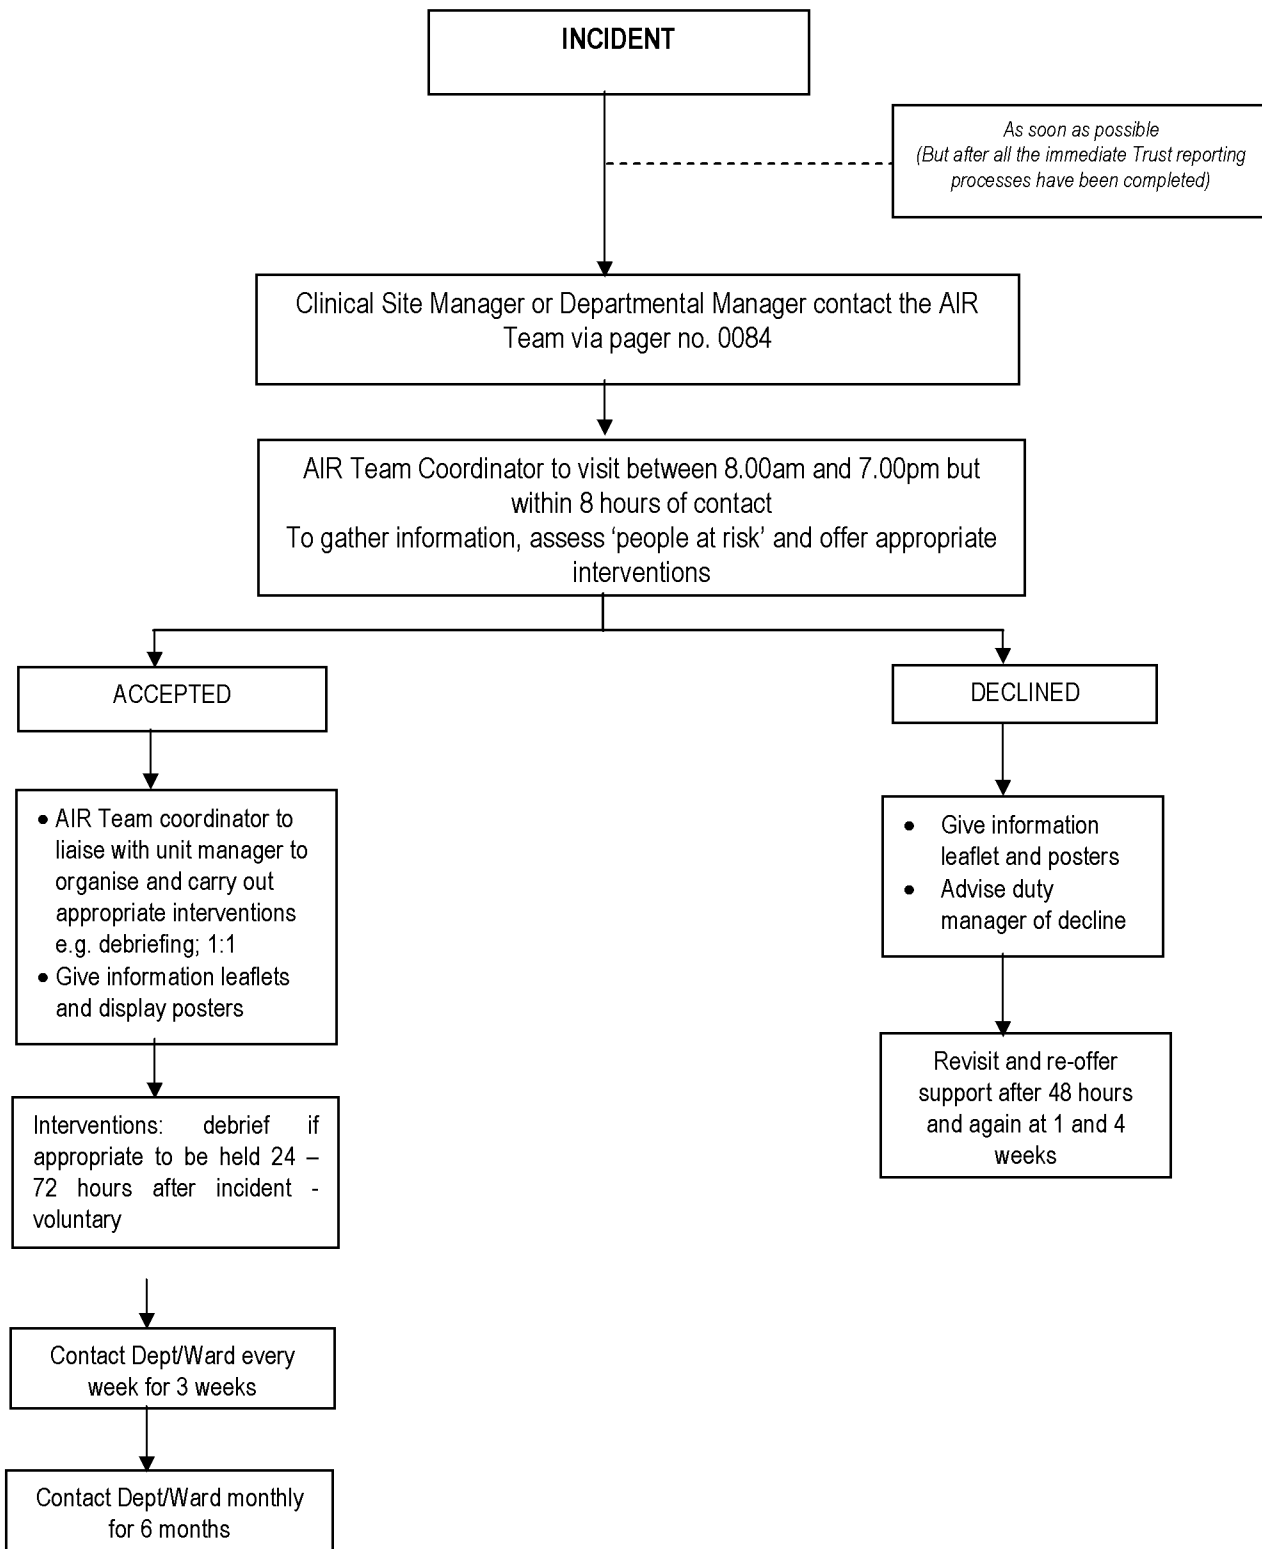 INCIDENT
As soon as possible
(But after all the immediate Trust reporting
processes have been completed)
Clinical Site Manager or Departmental Manager contact the AIR
Team via pager no. 0084
AIR Team Coordinator to visit between 8.00am and 7.00pm but
within 8 hours of contact
To gather information, assess ‘people at risk’ and offer appropriate
interventions
ACCEPTED
DECLINED
• AIR Team coordinator to
liaise with unit manager to
organise and carry out
appropriate interventions
e.g. debriefing; 1:1
• Give information leaflets
and display posters
• Give information
leaflet and posters
• Advise duty
manager of decline
Interventions: debrief if
appropriate to be held 24 –
72 hours after incident -
voluntary
Revisit and re-offer
support after 48 hours
and again at 1 and 4
weeks
Contact Dept/Ward every
week for 3 weeks
Contact Dept/Ward monthly
for 6 months